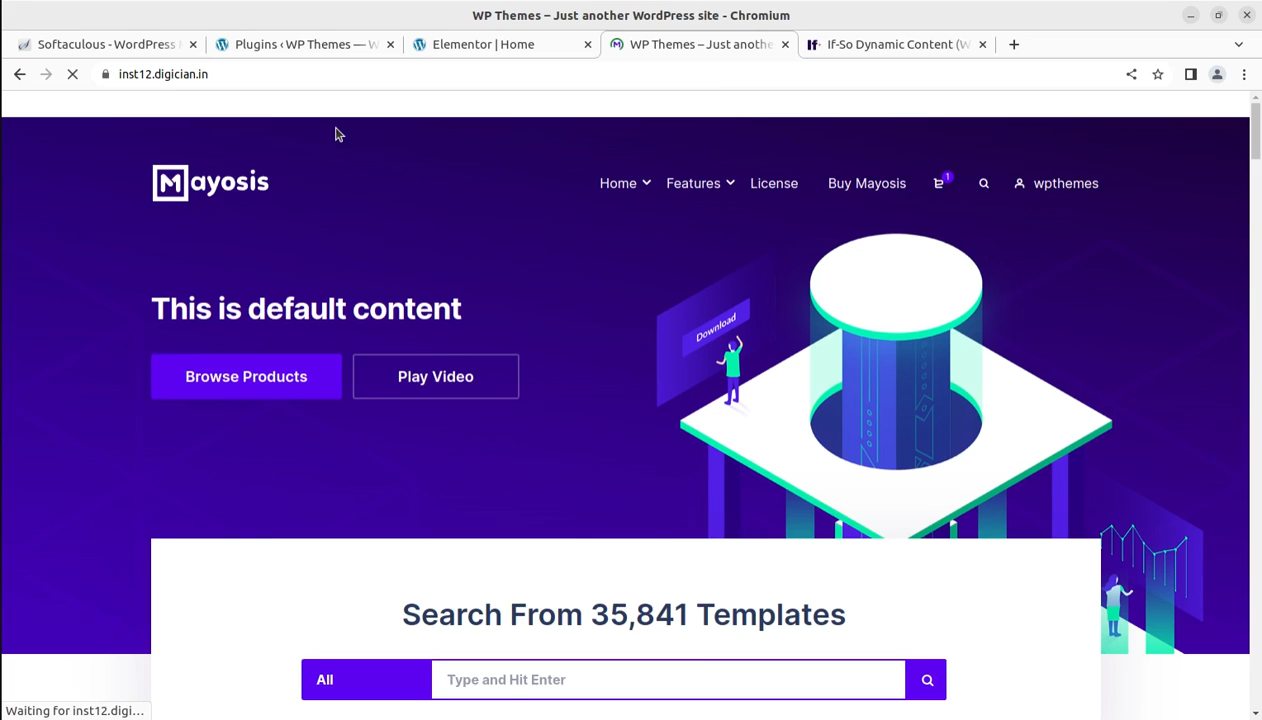 WP Themes – Just another WordPress site - Chromium
Softaculous - WordPress
Plugins ‹ WP Themes — W
Elementor | Home
WP Themes – Just anothe
If-So Dynamic Content (W
inst12.digician.in
Mayosis
Home
Features
License
Buy Mayosis
1
wpthemes
This is default content
Browse Products
Play Video
Download
Search From 35,841 Templates
All
Type and Hit Enter
Waiting for inst12.digi...